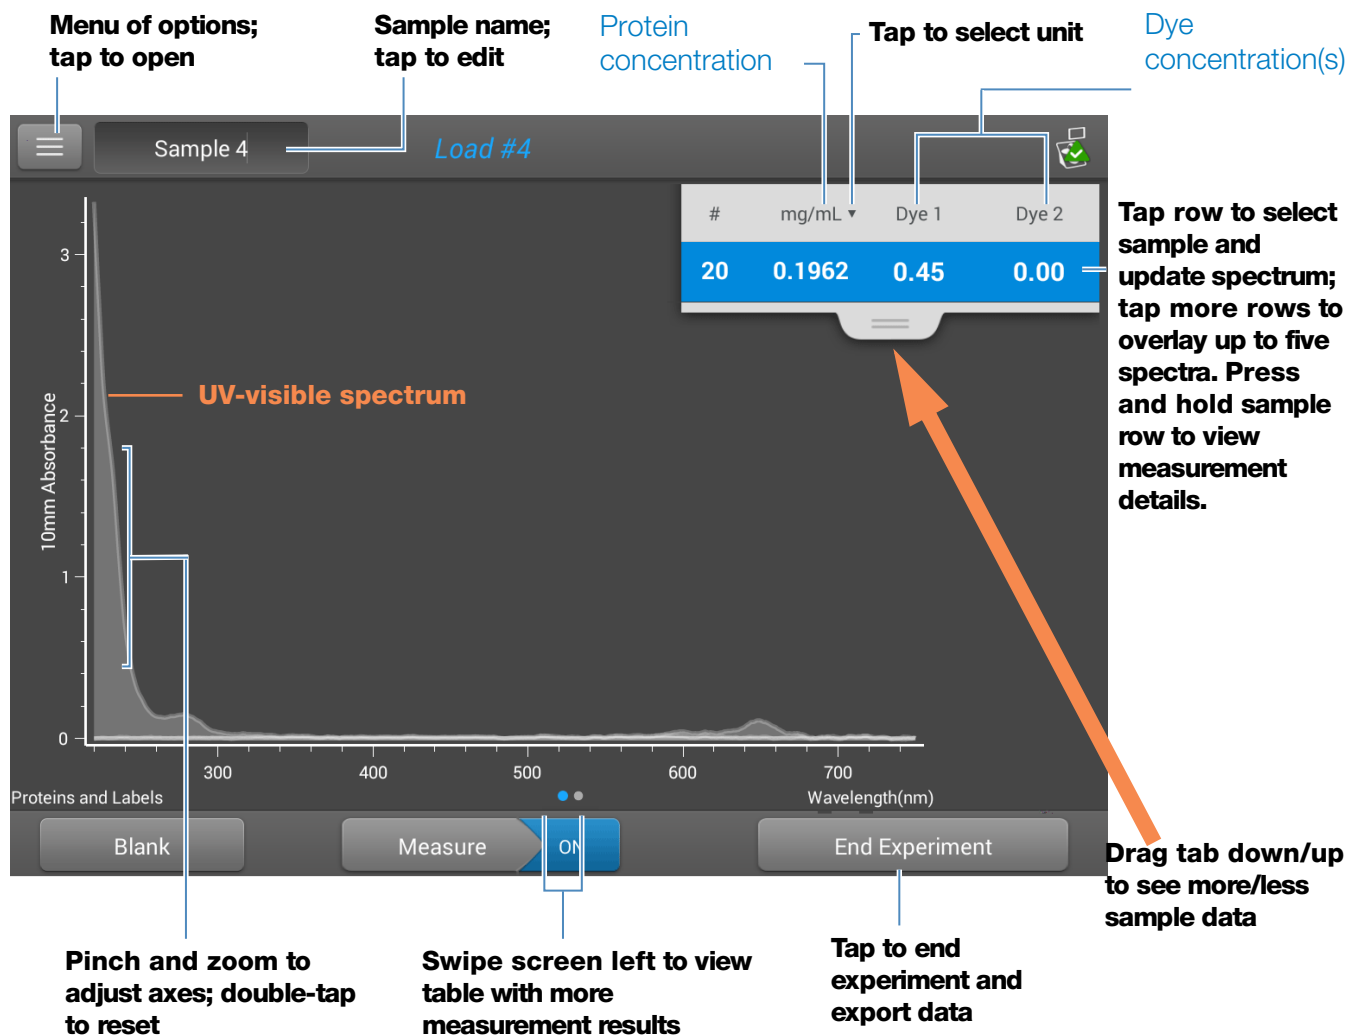 Menu of options;
tap to open
Sample name;
tap to edit
Protein
concentration
Tap to select unit
Dye
concentration(s)
Sample 4
Load #4
# mg/mL Dye 1 Dye 2
20 0.1962 0.45 0.00
Tap row to select
sample and
update spectrum;
tap more rows to
overlay up to five
spectra. Press
and hold sample
row to view
measurement
details.
UV-visible spectrum
10mm Absorbance
3
2
1
0
300 400 500 600 700
Proteins and Labels
Wavelength(nm)
Blank
Measure
ON
End Experiment
Drag tab down/up
to see more/less
sample data
Pinch and zoom to
adjust axes; double-tap
to reset
Swipe screen left to view
table with more
measurement results
Tap to end
experiment and
export data